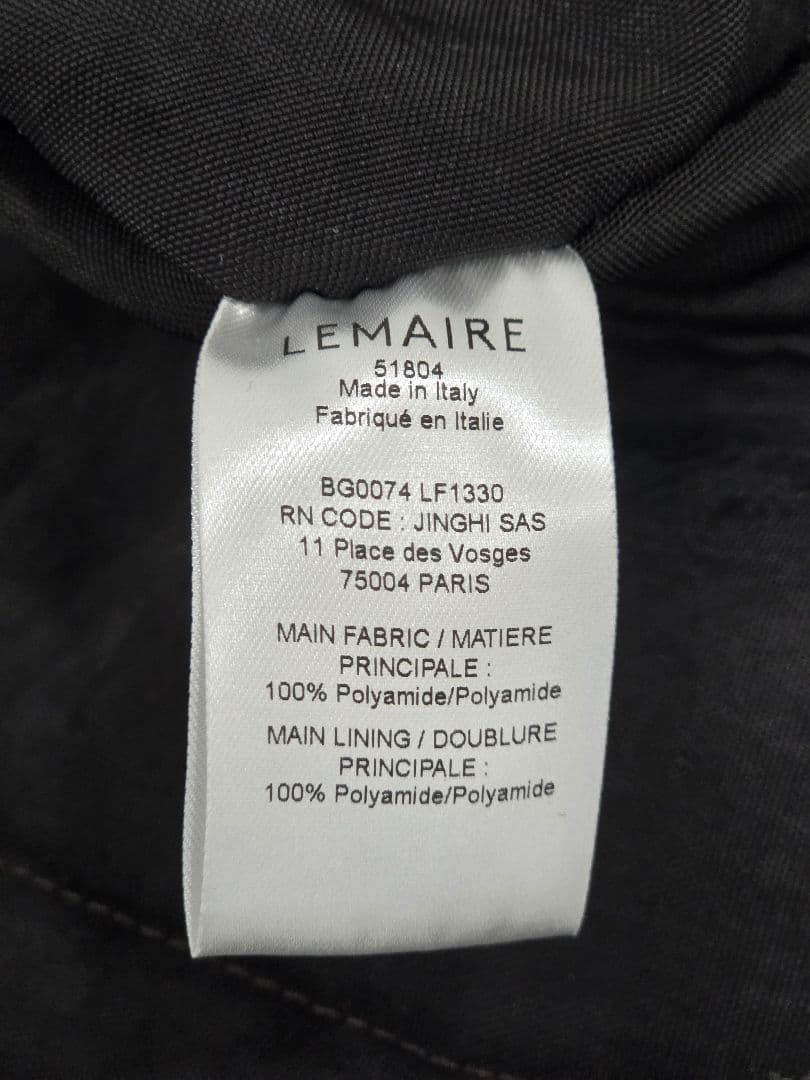 LEMAIRE
51804
Made in Italy
Fabriqué en Italie
BG0074 LF1330
RN CODE : JINGHI SAS
11 Place des Vosges
75004 PARIS
MAIN FABRIC / MATIERE
PRINCIPALE :
100% Polyamide/Polyamide
MAIN LINING / DOUBLURE
PRINCIPALE :
100% Polyamide/Polyamide